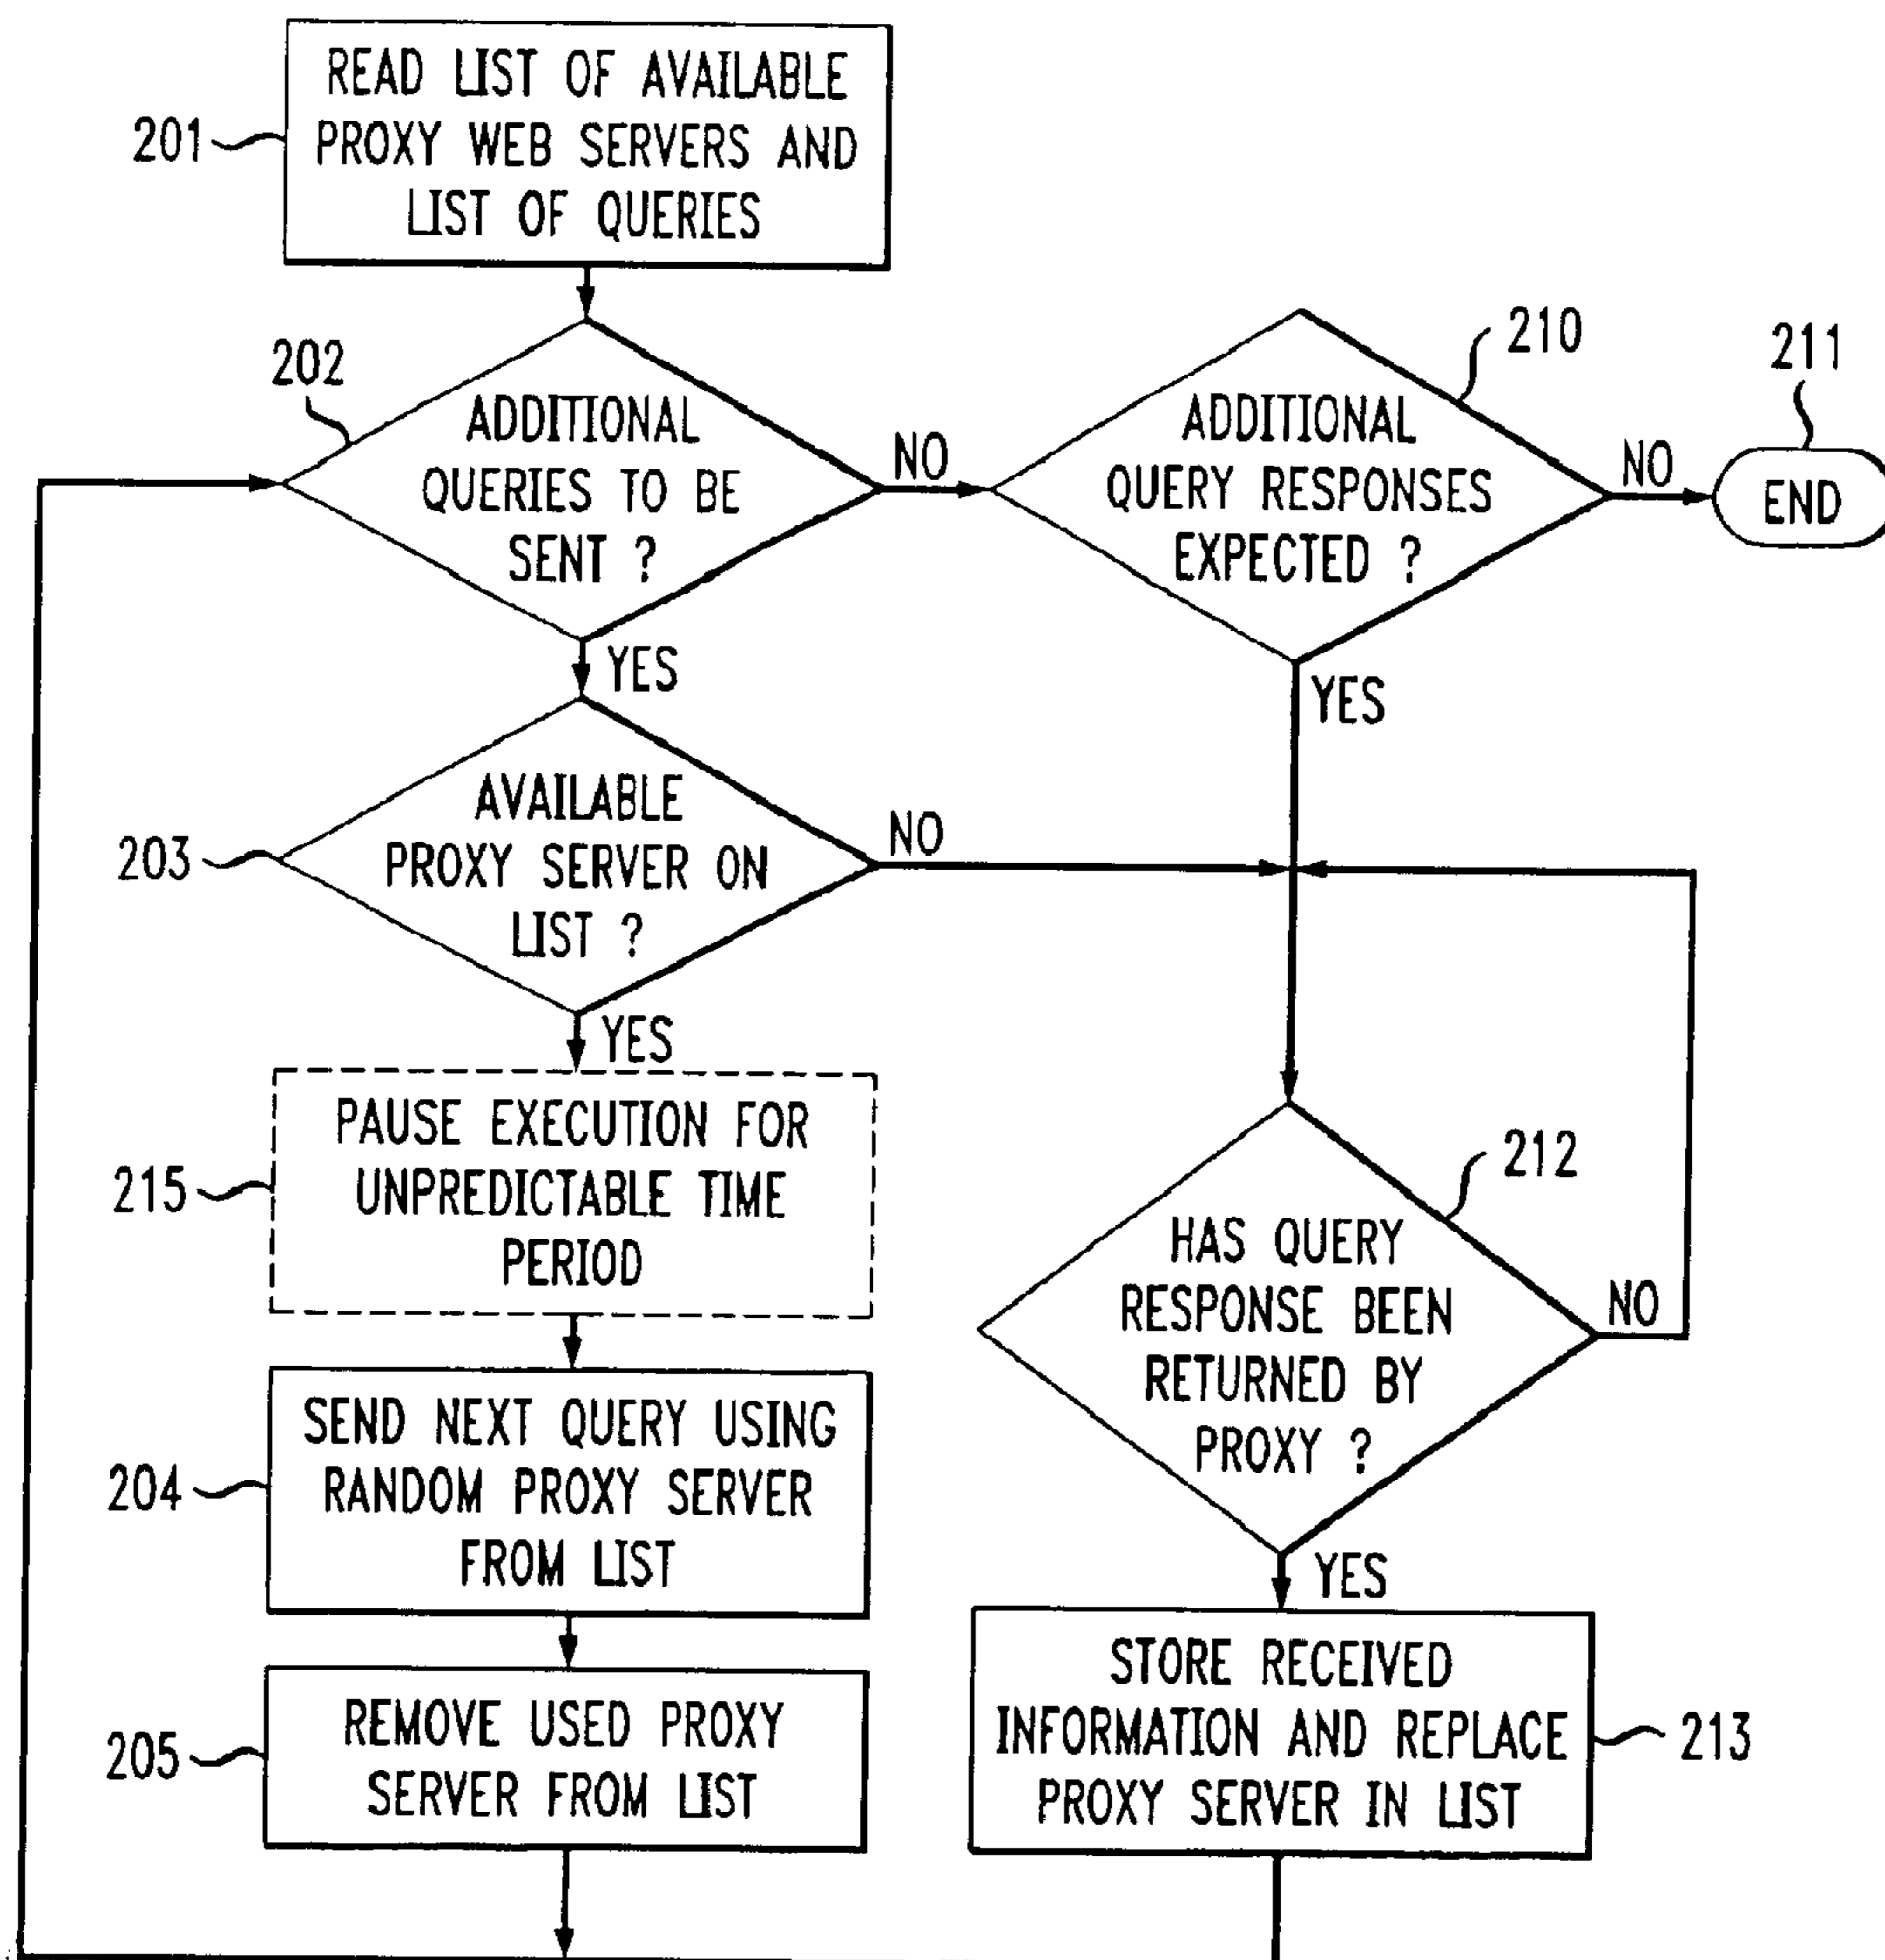 201
READ LIST OF AVAILABLE
PROXY WEB SERVERS AND
LIST OF QUERIES
202
ADDITIONAL
QUERIES TO BE
SENT ?
NO
YES
210
ADDITIONAL
QUERY RESPONSES
EXPECTED ?
NO
YES
211
END
203
AVAILABLE
PROXY SERVER ON
LIST ?
NO
YES
215
PAUSE EXECUTION FOR
UNPREDICTABLE TIME
PERIOD
212
HAS QUERY
RESPONSE BEEN
RETURNED BY
PROXY ?
NO
YES
204
SEND NEXT QUERY USING
RANDOM PROXY SERVER
FROM LIST
205
REMOVE USED PROXY
SERVER FROM LIST
STORE RECEIVED
INFORMATION AND REPLACE
PROXY SERVER IN LIST
213